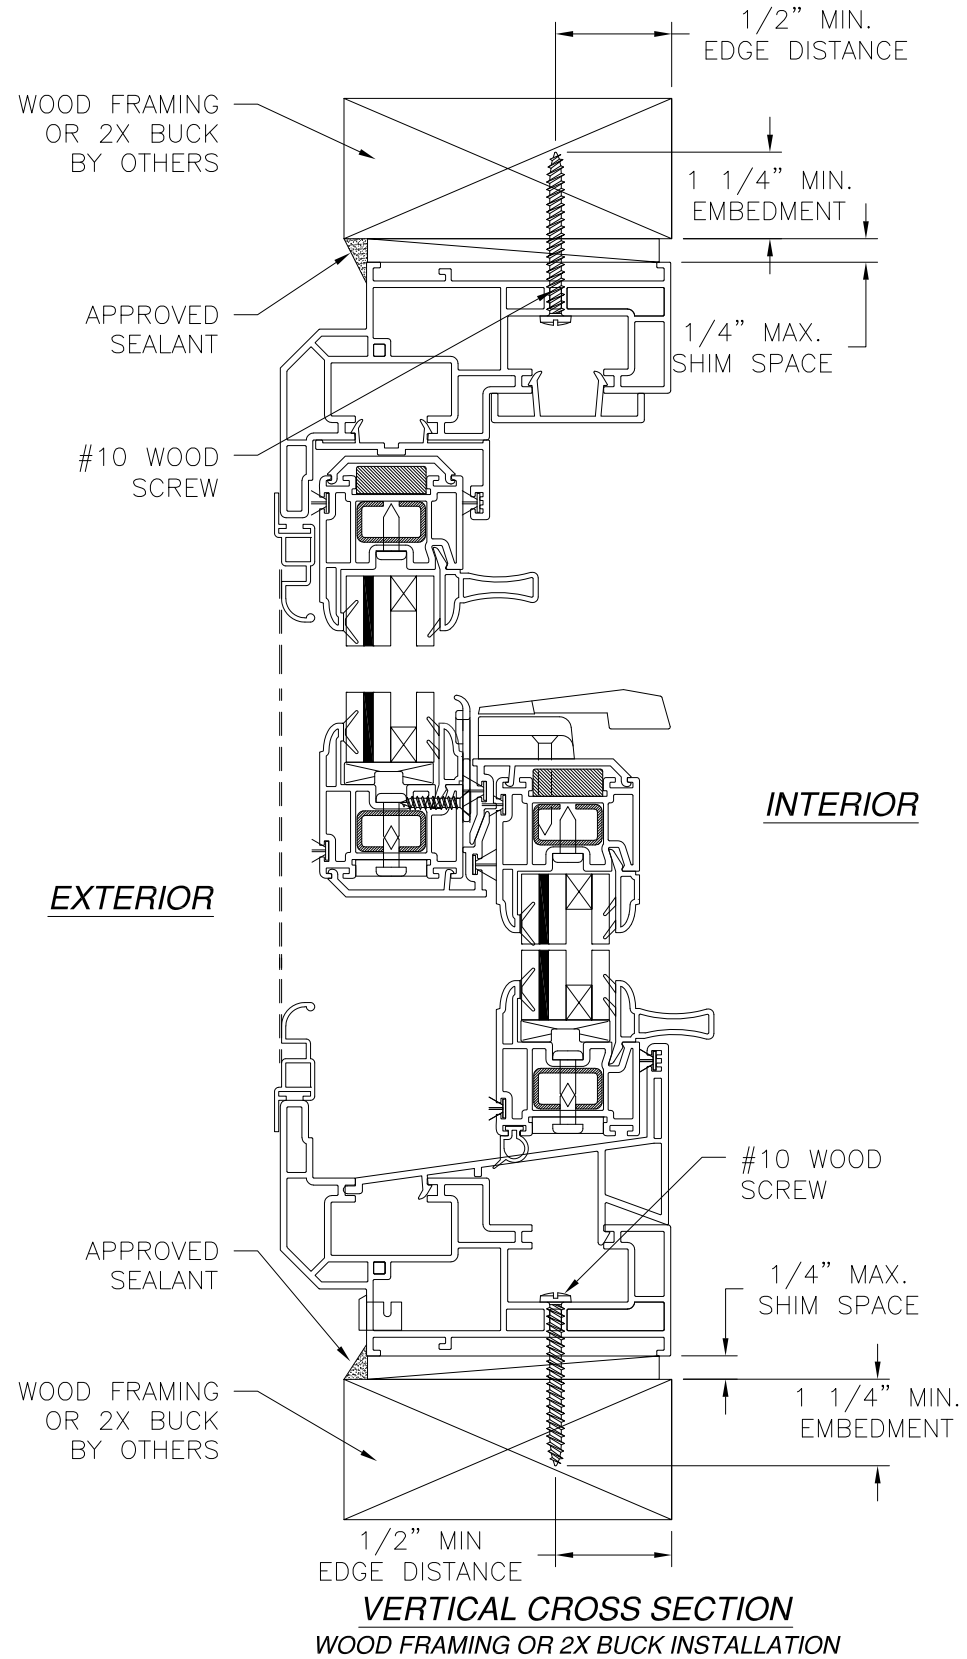 1/2” MIN.
EDGE DISTANCE
WOOD FRAMING
OR 2X BUCK
BY OTHERS
1 1/4” MIN.
EMBEDMENT
APPROVED
SEALANT
1/4” MAX.
SHIM SPACE
#10 WOOD
SCREW
INTERIOR
EXTERIOR
#10 WOOD
SCREW
APPROVED
SEALANT
1/4” MAX.
SHIM SPACE
WOOD FRAMING
OR 2X BUCK
BY OTHERS
1 1/4” MIN.
EMBEDMENT
1/2” MIN
EDGE DISTANCE
VERTICAL CROSS SECTION
WOOD FRAMING OR 2X BUCK INSTALLATION